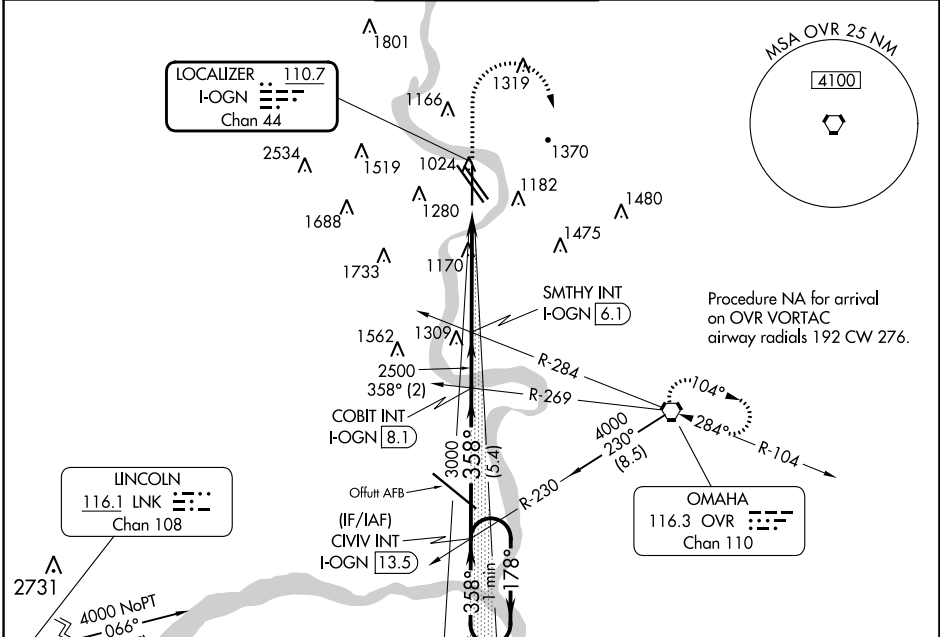 1801
MSA OVR 25 NM
4100
LOCALIZER 110.7
I-OGN
Chan 44
1319
1166
1370
2534
1519
1024
1182
1280
1480
1688
1475
1733
1170
SMTHY INT
I-OGN 6.1
Procedure NA for arrival
on OVR VORTAC
airway radials 192 CW 276.
1562
1309
R-284
2500
358° (2)
R-269
104°
COBIT INT
I-OGN 8.1
284°
R-104
4000
230°
(8.5)
3000
358°
(5.4)
R-230
LINCOLN
116.1 LNK
Chan 108
Offutt AFB
(IF/IAF)
CIVIV INT
I-OGN 13.5
OMAHA
116.3 OVR
Chan 110
358°
1 min
178°
2731
4000 NoPT
066°